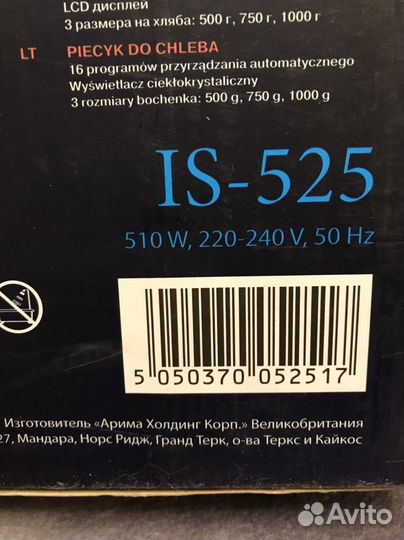 LCD дисплей
3 размера на хляба: 500 г, 750 г, 1000 г
LT PIECYK DO CHLEBA
16 programów przyrządzania automatycznego
Wyświetlacz ciekłokrystaliczny
3 rozmiary bochenka: 500 g, 750 g, 1000 g
IS-525
510 W, 220-240 V, 50 Hz
5 050370 052517
Изготовитель «Арима Холдинг Корп.» Великобритания
27, Мандара, Норс Ридж, Гранд Терк, о-ва Теркс и Кайкос
Avito